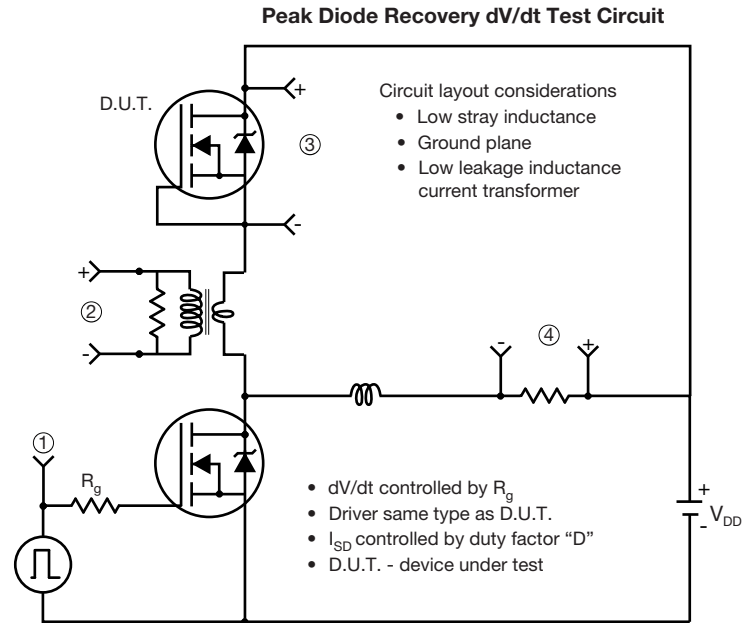 Peak Diode Recovery dV/dt Test Circuit
D.U.T.
+
③
-
Circuit layout considerations
• Low stray inductance
• Ground plane
• Low leakage inductance
current transformer
+
②
-
-
④
+
①
Rg
• dV/dt controlled by Rg
• Driver same type as D.U.T.
• ISD controlled by duty factor “D”
• D.U.T. - device under test
+
VDD
-